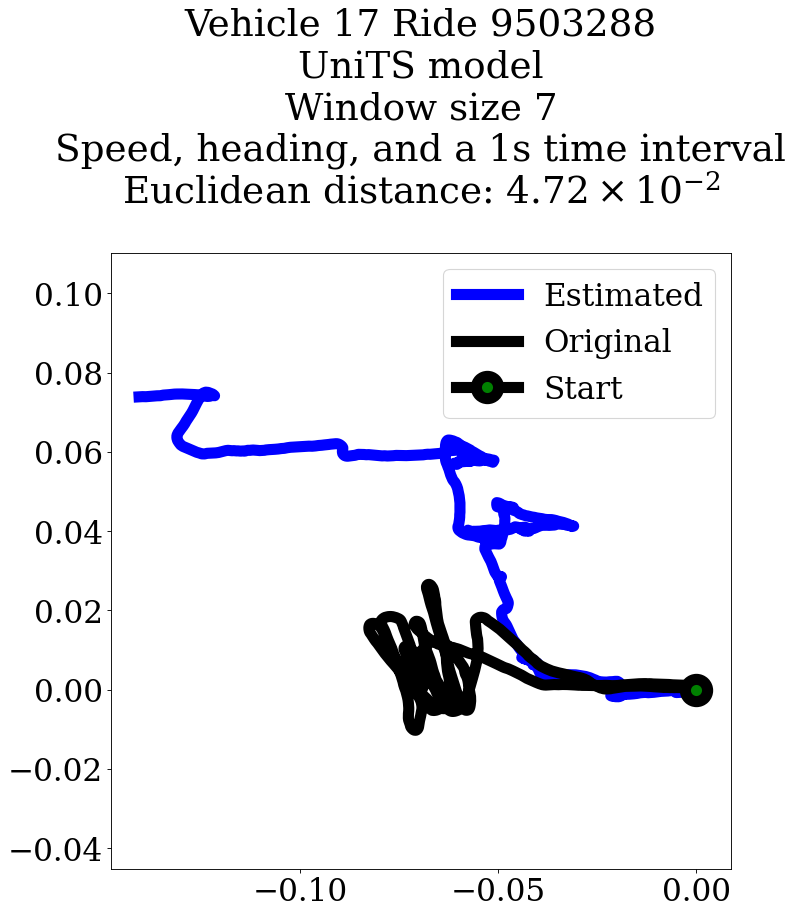 Vehicle 17 Ride 9503288
UniTS model
Window size 7
Speed, heading, and a 1s time interval
Euclidean distance: 4.72 × 10⁻²
Estimated
Original
Start
0.10
0.08
0.06
0.04
0.02
0.00
−0.02
−0.04
−0.10
−0.05
0.00